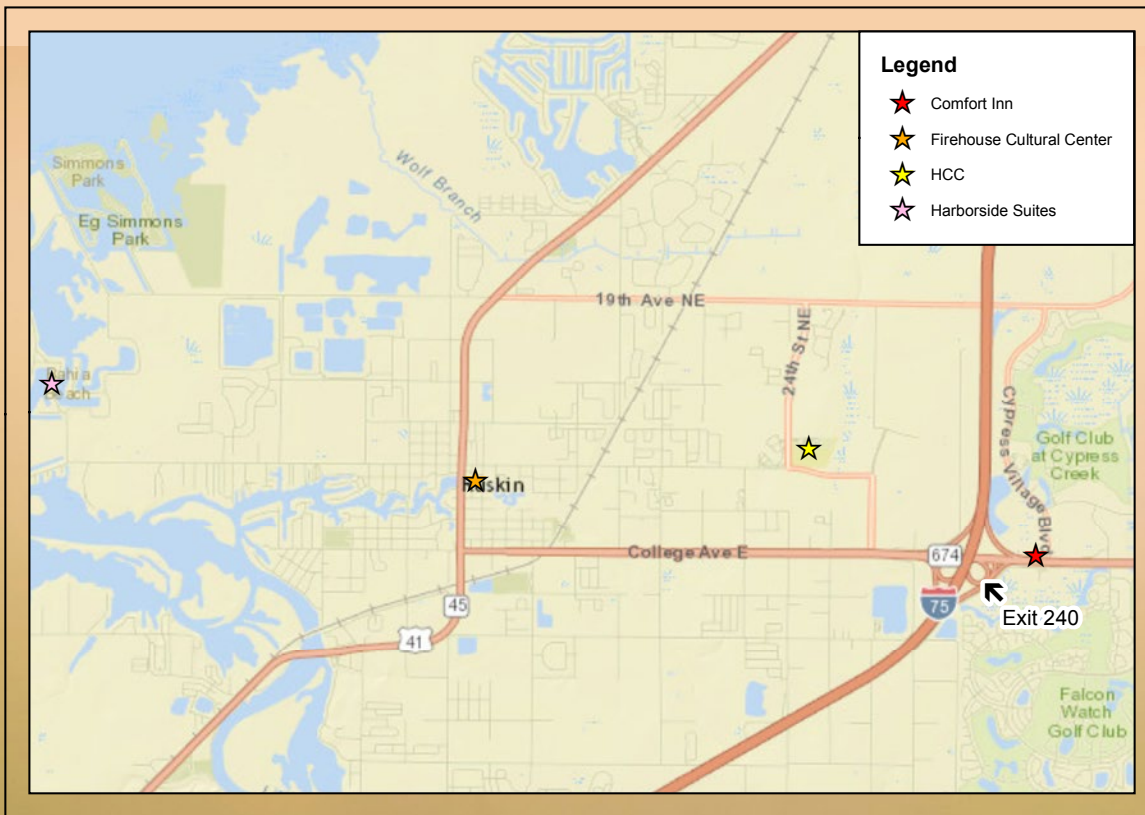 Legend
Comfort Inn
Firehouse Cultural Center
HCC
Harborside Suites
Simmons
Park
Eg Simmons
Park
Wolf Branch
19th Ave NE
24th St NE
Cypress Village Blvd
Golf Club
at Cypress
Creek
Ruskin
College Ave E
674
75
Exit 240
45
41
Falcon
Watch
Golf Club